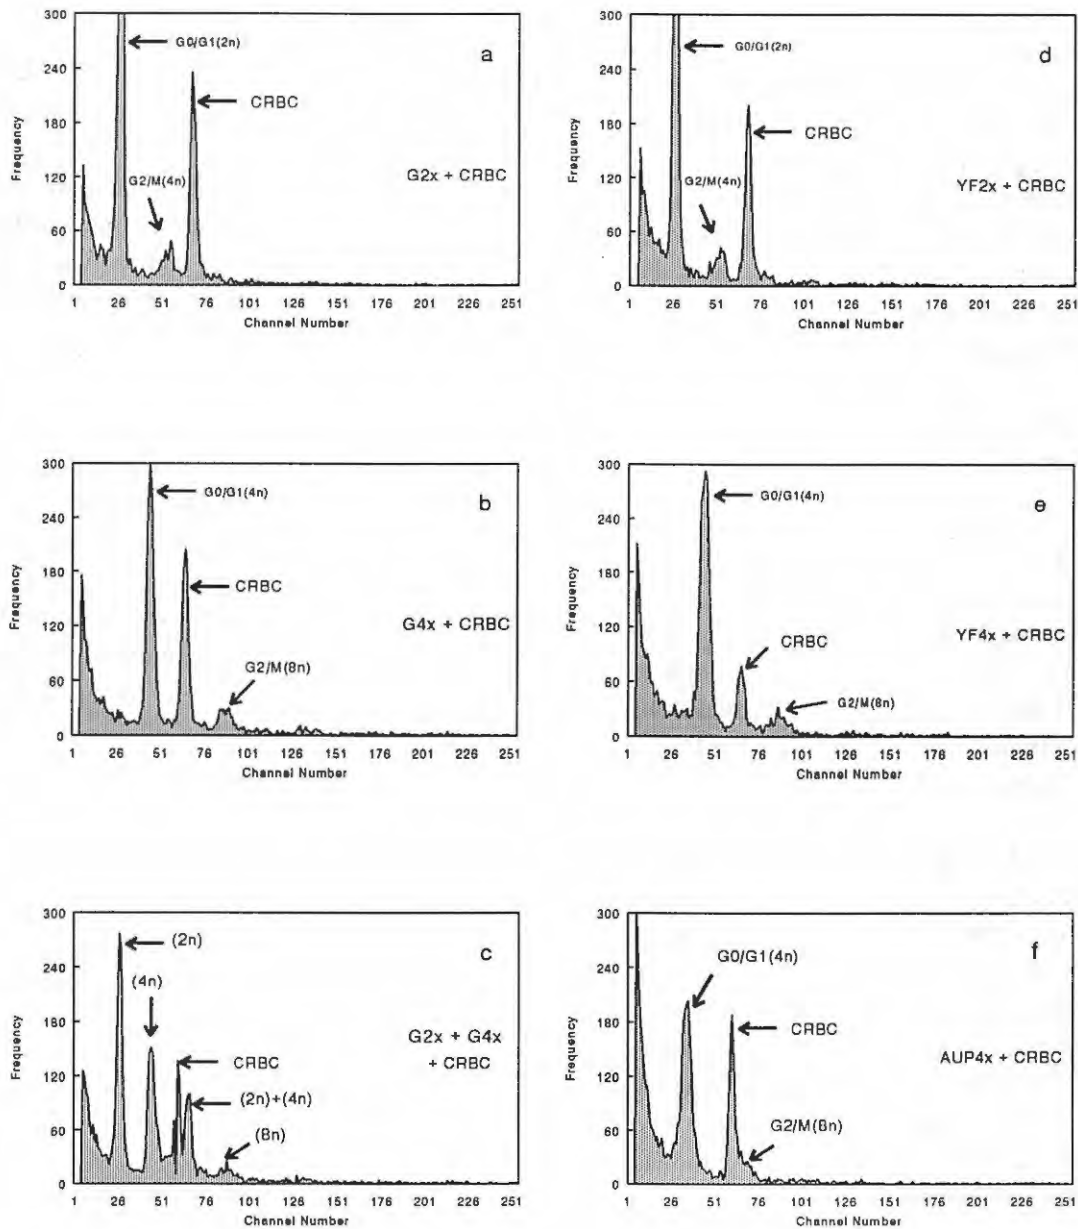 300
240
180
120
60
0
Frequency
G0/G1(2n)
a
CRBC
G2/M(4n)
G2x + CRBC
1 26 51 76 101 126 151 176 201 226 251
Channel Number
300
240
180
120
60
0
Frequency
G0/G1(2n)
d
CRBC
G2/M(4n)
YF2x + CRBC
1 26 51 76 101 126 151 176 201 226 251
Channel Number
300
240
180
120
60
0
Frequency
G0/G1(4n)
b
CRBC
G4x + CRBC
G2/M(8n)
1 26 51 76 101 126 151 176 201 226 251
Channel Number
300
240
180
120
60
0
Frequency
G0/G1(4n)
e
CRBC
YF4x + CRBC
G2/M(8n)
1 26 51 76 101 126 151 176 201 226 251
Channel Number
300
240
180
120
60
0
Frequency
(2n)
c
(4n)
G2x + G4x
+ CRBC
CRBC
(2n)+(4n)
(8n)
1 26 51 76 101 126 151 176 201 226 251
Channel Number
300
240
180
120
60
0
Frequency
G0/G1(4n)
f
CRBC
AUP4x + CRBC
G2/M(8n)
1 26 51 76 101 126 151 176 201 226 251
Channel Number